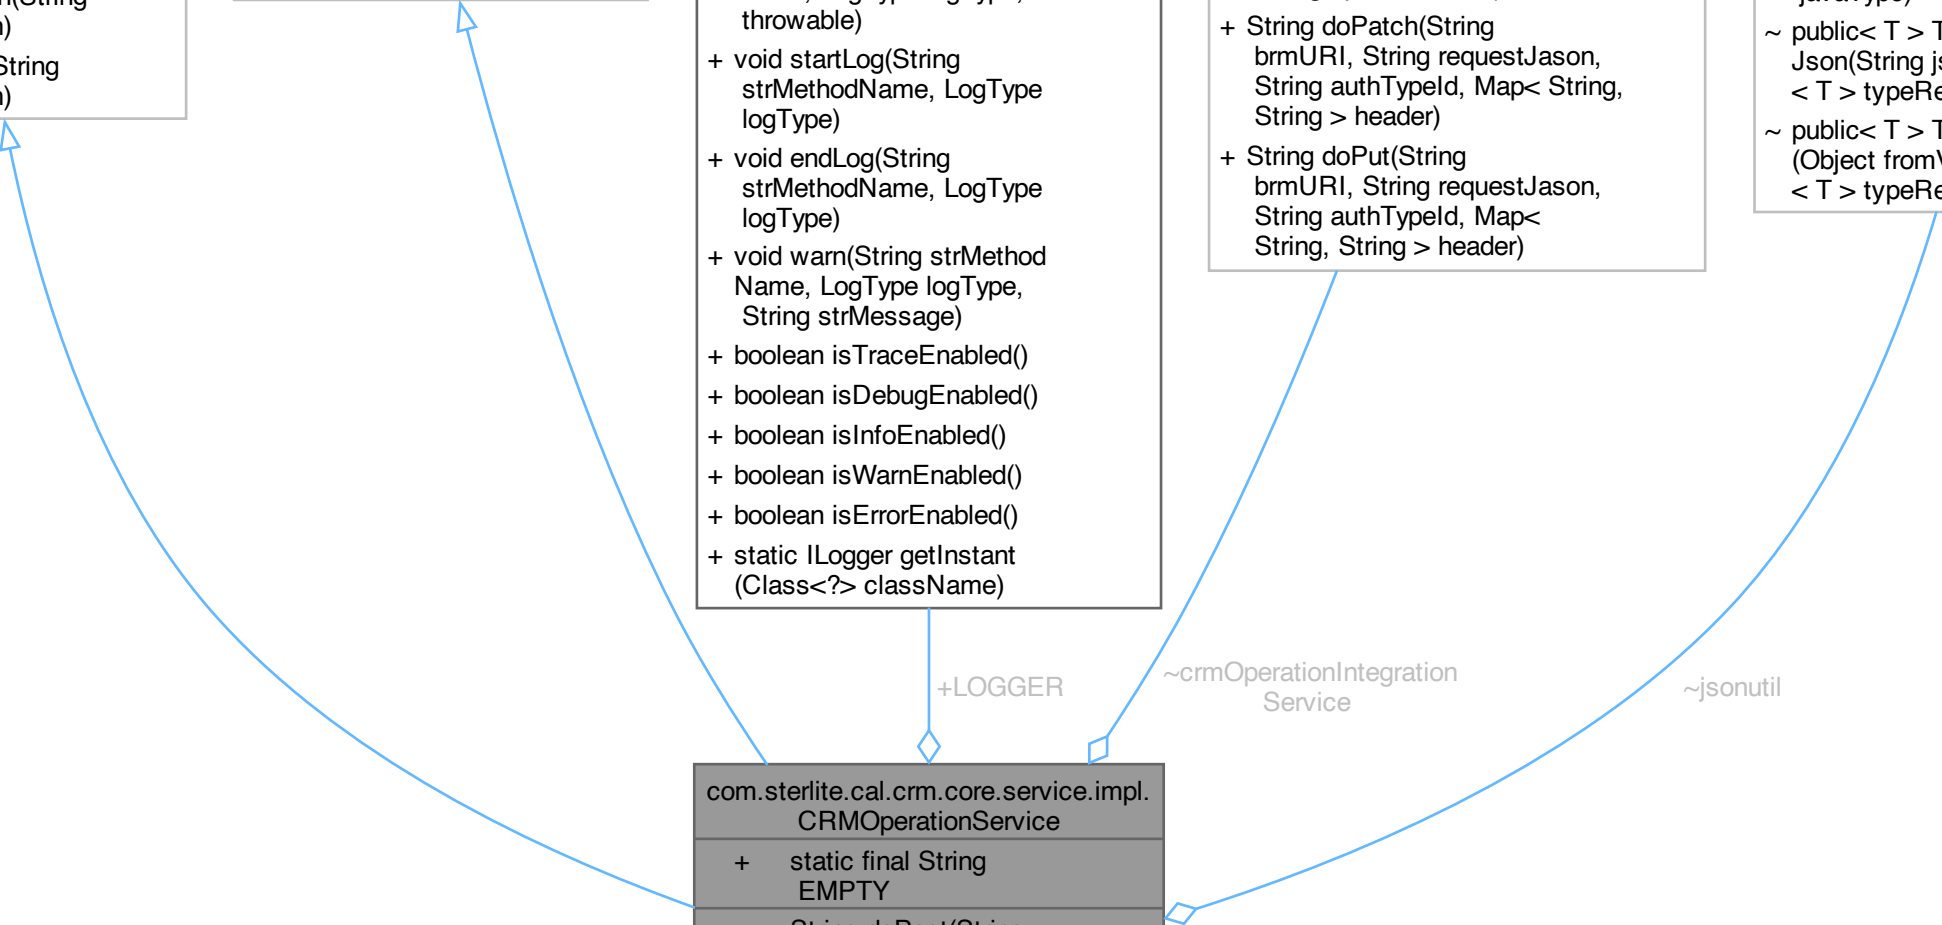 String
)
String
)
throwable)
+ void startLog(String
strMethodName, LogType
logType)
+ void endLog(String
strMethodName, LogType
logType)
+ void warn(String strMethod
Name, LogType logType,
String strMessage)
+ boolean isTraceEnabled()
+ boolean isDebugEnabled()
+ boolean isInfoEnabled()
+ boolean isWarnEnabled()
+ boolean isErrorEnabled()
+ static ILogger getInstant
(Class<?> className)
+ String doPatch(String
brmURI, String requestJason,
String authTypeId, Map< String,
String > header)
+ String doPut(String
brmURI, String requestJason,
String authTypeId, Map<
String, String > header)
~ public< T > T
Json(String js
< T > typeRe
~ public< T > T
(Object fromV
< T > typeRe
+LOGGER
~crmOperationIntegration
Service
~jsonutil
com.sterlite.cal.crm.core.service.impl.
CRMOperationService
+ static final String
EMPTY